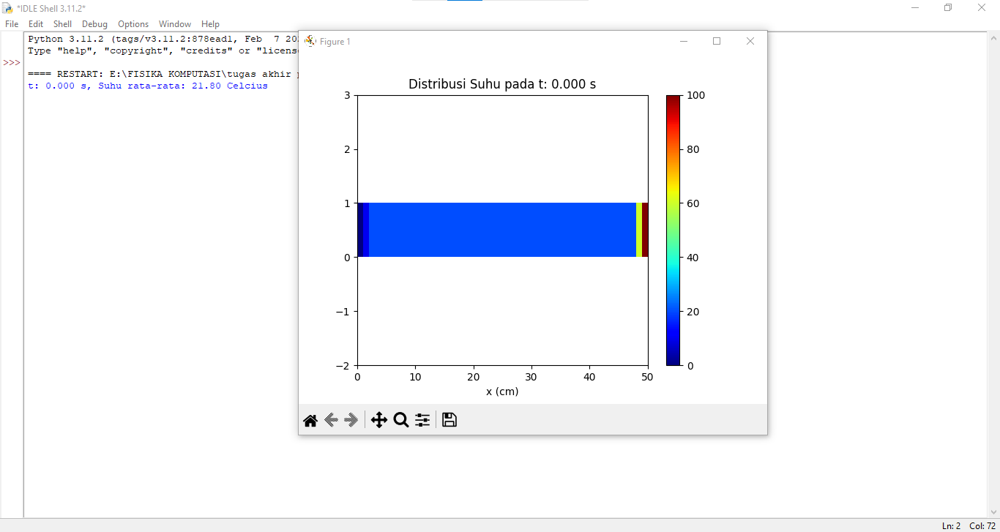 *IDLE Shell 3.11.2*
File Edit Shell Debug Options Window Help
Python 3.11.2 (tags/v3.11.2:878ead1, Feb 7 20
Type "help", "copyright", "credits" or "licens
>>>
==== RESTART: E:\FISIKA KOMPUTASI\tugas akhir
t: 0.000 s, Suhu rata-rata: 21.80 Celcius
Figure 1
Distribusi Suhu pada t: 0.000 s
3
2
1
0
−1
−2
0 10 20 30 40 50
x (cm)
100
80
60
40
20
0
Ln: 2 Col: 72